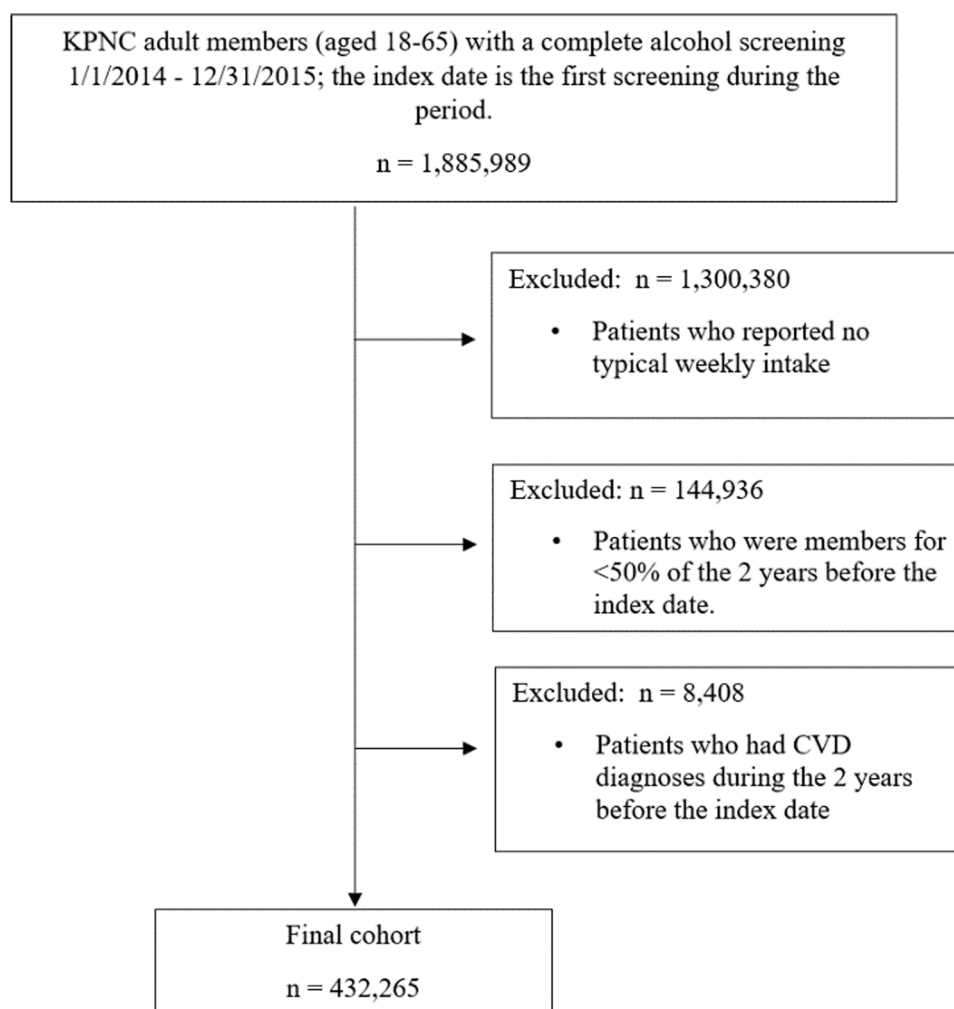 KPNC adult members (aged 18-65) with a complete alcohol screening
1/1/2014 - 12/31/2015; the index date is the first screening during the
period.
n = 1,885,989
Excluded:  n = 1,300,380
• Patients who reported no
typical weekly intake
Excluded: n = 144,936
• Patients who were members for
<50% of the 2 years before the
index date.
Excluded:  n = 8,408
• Patients who had CVD
diagnoses during the 2 years
before the index date
Final cohort
n = 432,265